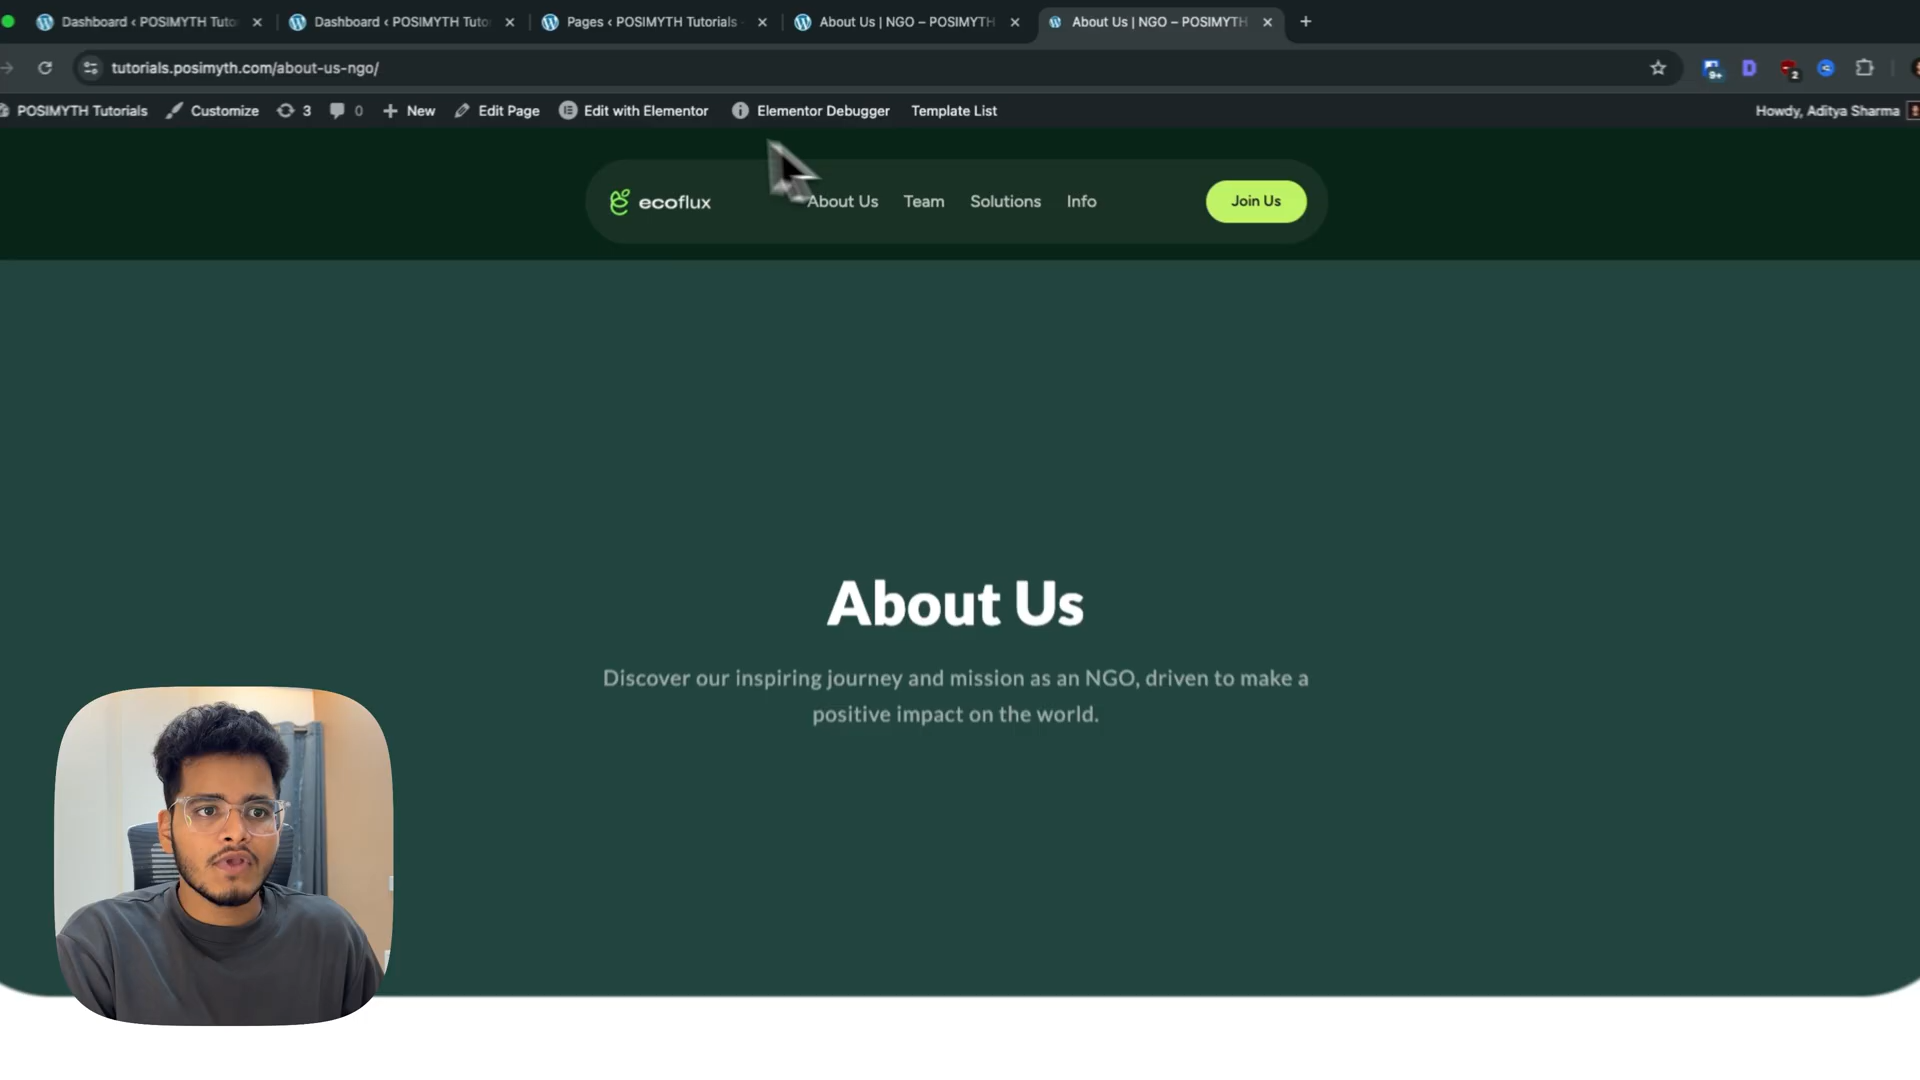 Dashboard ‹ POSIMYTH Tuto
Dashboard ‹ POSIMYTH Tuto
Pages ‹ POSIMYTH Tutorials
About Us | NGO – POSIMYTH
About Us | NGO – POSIMYTH
tutorials.posimyth.com/about-us-ngo/
9+
D
2
POSIMYTH Tutorials
Customize
3
0
New
Edit Page
Edit with Elementor
Elementor Debugger
Template List
Howdy, Aditya Sharma
ecoflux
About Us
Team
Solutions
Info
Join Us
About Us
Discover our inspiring journey and mission as an NGO, driven to make a
positive impact on the world.